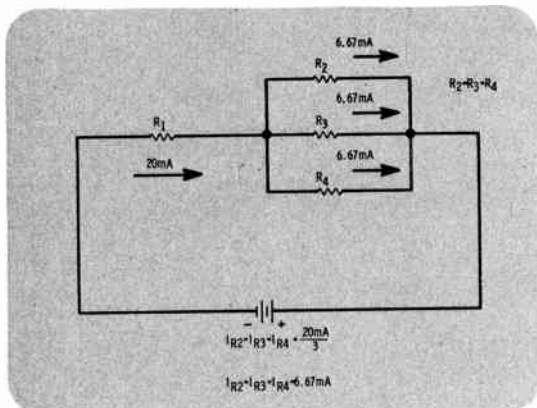 6.67mA
R2
R2=R3=R4
6.67mA
R1
R3
20mA
6.67mA
R4
- +
IR2=IR3=IR4=20mA/3
IR2=IR3=IR4=6.67mA